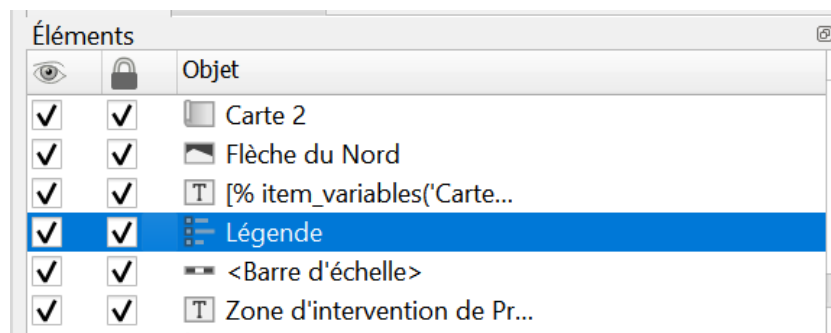 Éléments
Objet
Carte 2
Flèche du Nord
T [% item_variables('Carte...
Légende
<Barre d'échelle>
T Zone d'intervention de Pr...